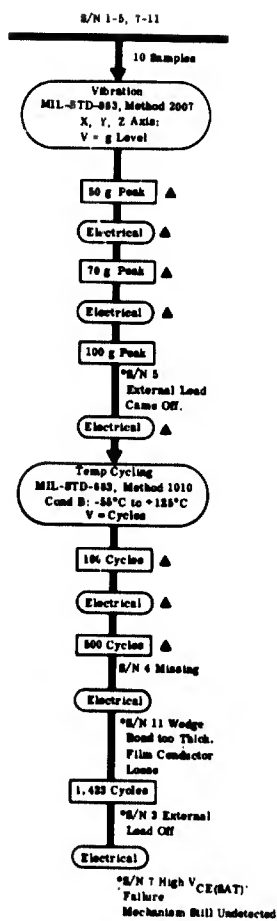 S/N 1-5, 7-11
10 Samples
Vibration
MIL-STD-883, Method 2007
X, Y, Z Axis:
V = g Level
50 g Peak
Electrical
70 g Peak
Electrical
100 g Peak
*S/N 5
External Lead
Came Off.
Electrical
Temp Cycling
MIL-STD-883, Method 1010
Cond B: -55°C to +125°C
V = Cycles
Cycles
Electrical
500 Cycles
S/N 4 Missing
Electrical
*S/N 11 Wedge
Bond too Thick.
Film Conductor
Loose
1,433 Cycles
*S/N 3 External
Lead Off
Electrical
*S/N 7 High VCE(SAT)
Failure
Mechanism Still Undetected